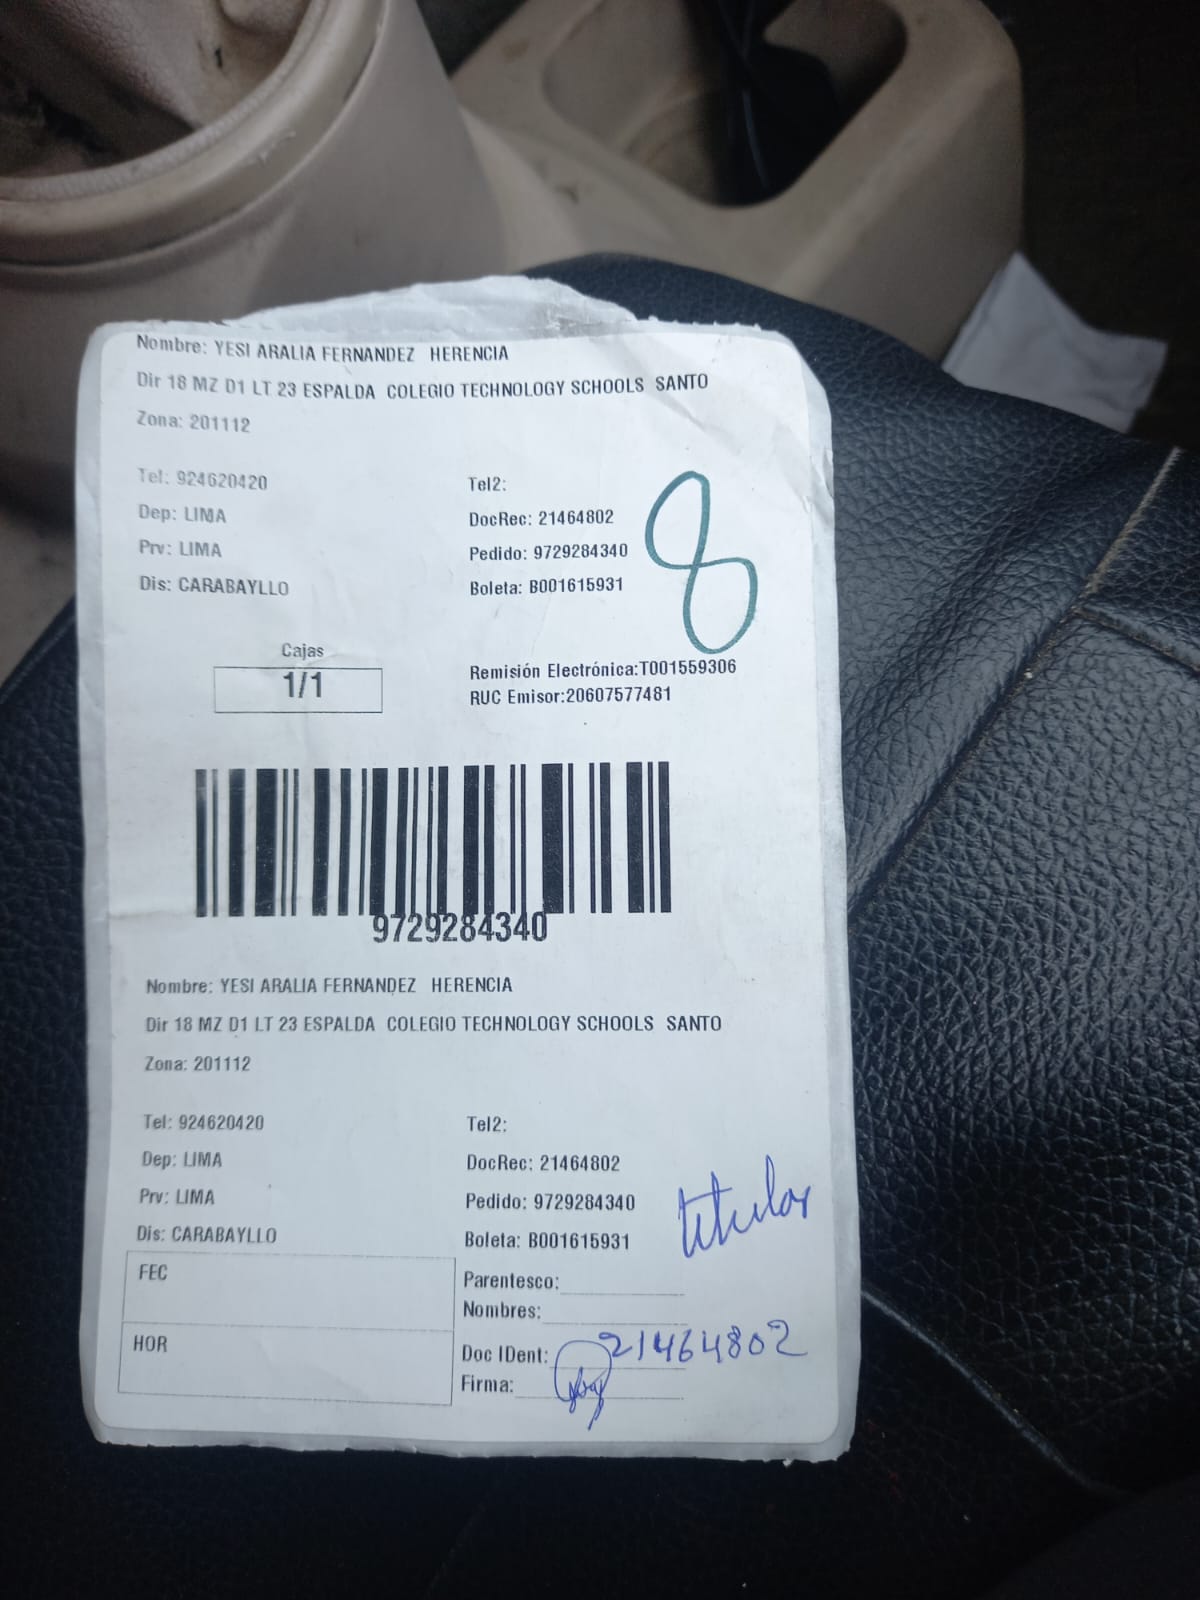 Nombre: YESI ARALIA FERNANDEZ HERENCIA
Dir 18 MZ D1 LT 23 ESPALDA COLEGIO TECHNOLOGY SCHOOLS SANTO
Zona: 201112
Tel: 924620420 Tel2:
Dep: LIMA DocRec: 21464802
Prv: LIMA Pedido: 9729284340
Dis: CARABAYLLO Boleta: B001615931
8
Cajas
1/1
Remisión Electrónica:T001559306
RUC Emisor:20607577481
9729284340
Nombre: YESI ARALIA FERNANDEZ HERENCIA
Dir 18 MZ D1 LT 23 ESPALDA COLEGIO TECHNOLOGY SCHOOLS SANTO
Zona: 201112
Tel: 924620420 Tel2:
Dep: LIMA DocRec: 21464802
Prv: LIMA Pedido: 9729284340
Dis: CARABAYLLO Boleta: B001615931
titular
FEC
HOR
Parentesco:
Nombres:
Doc IDent: 21464802
Firma: